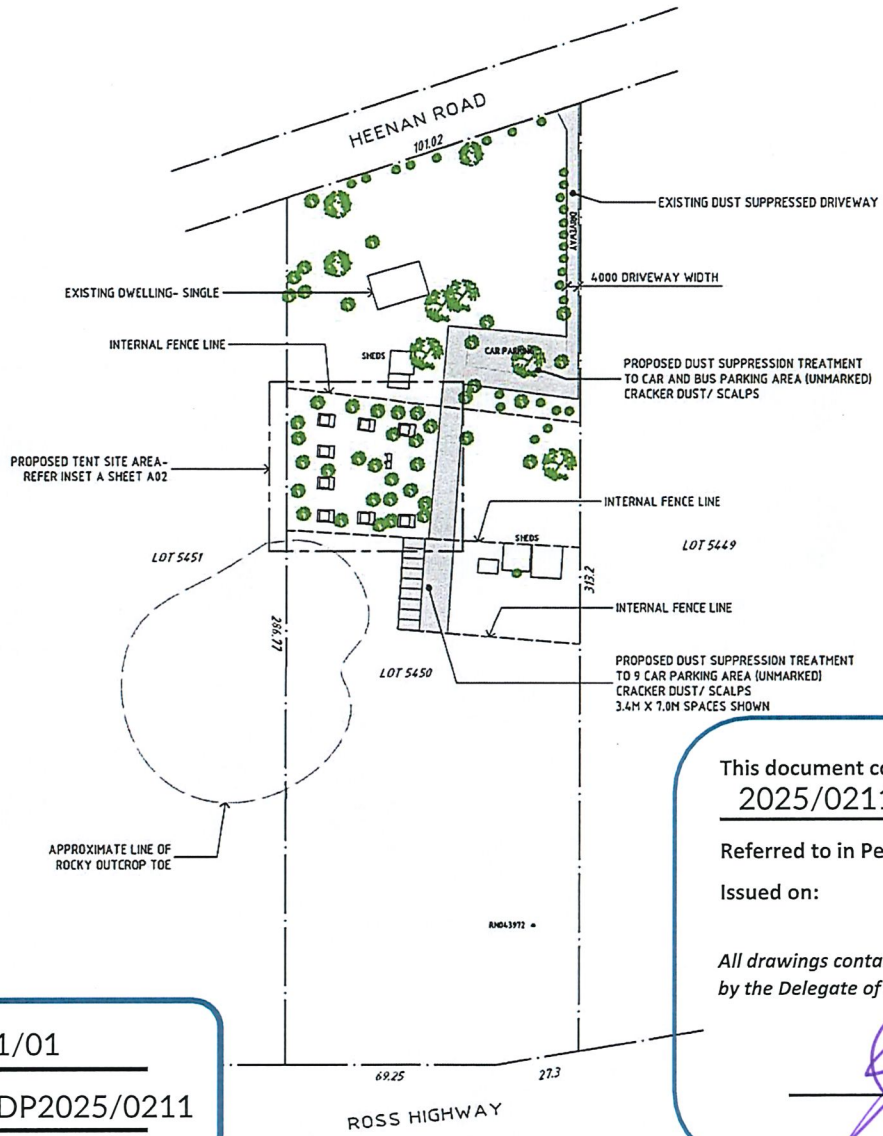 HEENAN ROAD
101.02
EXISTING DUST SUPPRESSED DRIVEWAY
DRIVEWAY
4000 DRIVEWAY WIDTH
EXISTING DWELLING- SINGLE
INTERNAL FENCE LINE
SHEDS
CAR PARKING
PROPOSED DUST SUPPRESSION TREATMENT
TO CAR AND BUS PARKING AREA (UNMARKED)
CRACKER DUST/ SCALPS
PROPOSED TENT SITE AREA-
REFER INSET A SHEET A02
INTERNAL FENCE LINE
SHEDS
LOT 5451
LOT 5449
313.2
286.77
INTERNAL FENCE LINE
LOT 5450
PROPOSED DUST SUPPRESSION TREATMENT
TO 9 CAR PARKING AREA (UNMARKED)
CRACKER DUST/ SCALPS
3.4M X 7.0M SPACES SHOWN
APPROXIMATE LINE OF
ROCKY OUTCROP TOE
RN043972
This document co
2025/0211
Referred to in Pe
Issued on:
All drawings conta
by the Delegate of
1/01
DP2025/0211
69.25
27.3
ROSS HIGHWAY